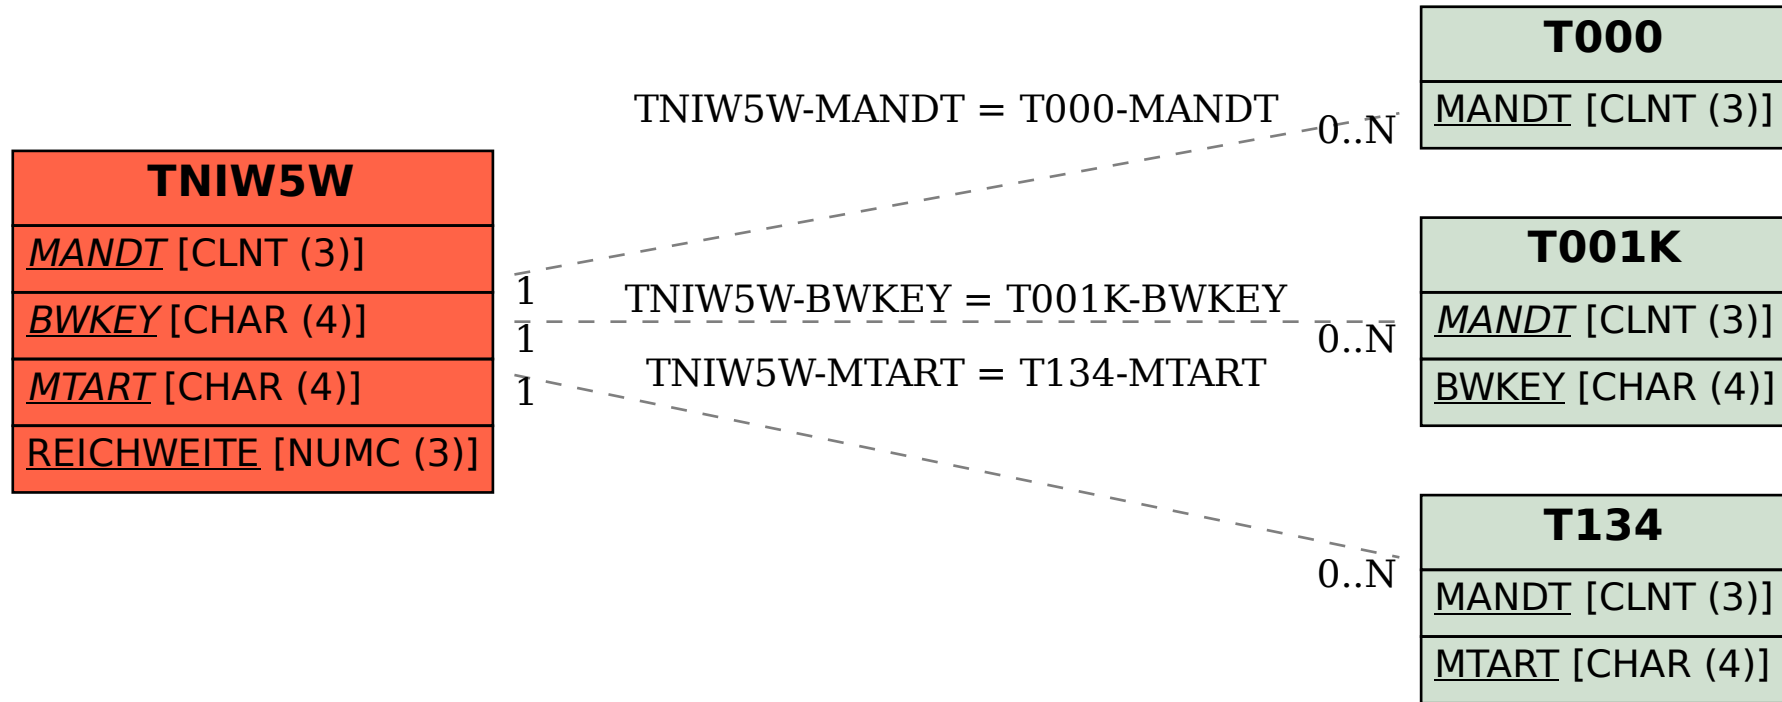 TNIW5W
MANDT [CLNT (3)]
BWKEY [CHAR (4)]
MTART [CHAR (4)]
REICHWEITE [NUMC (3)]
TNIW5W-MANDT = T000-MANDT
1
0..N
TNIW5W-BWKEY = T001K-BWKEY
1
0..N
TNIW5W-MTART = T134-MTART
1
0..N
T000
MANDT [CLNT (3)]
T001K
MANDT [CLNT (3)]
BWKEY [CHAR (4)]
T134
MANDT [CLNT (3)]
MTART [CHAR (4)]